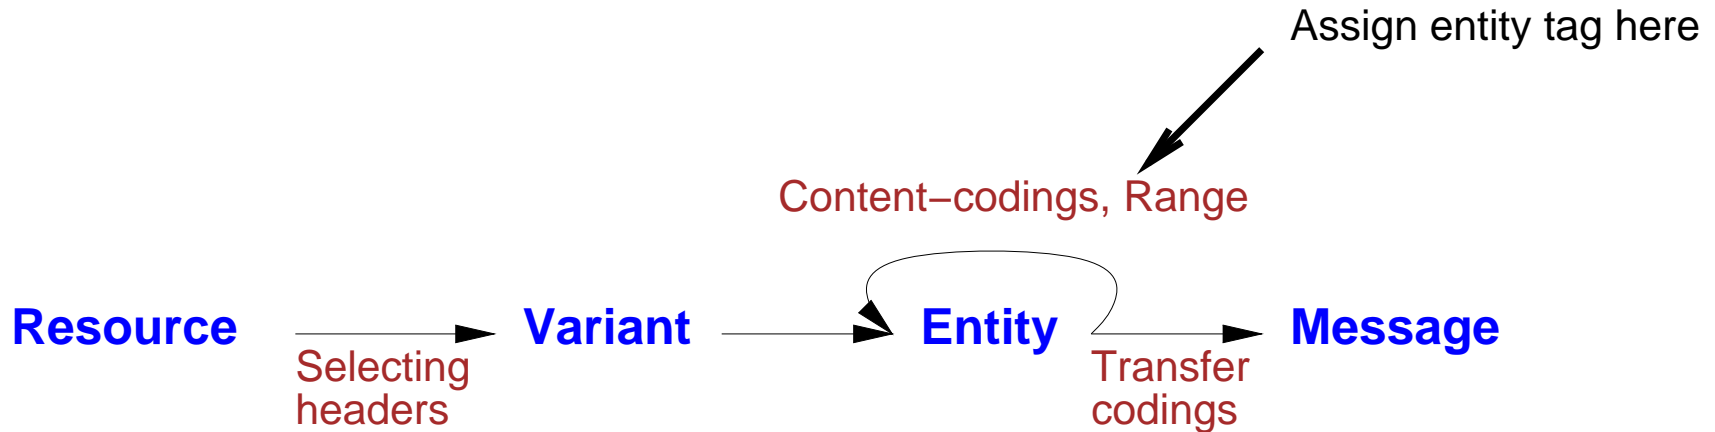 Assign entity tag here
Content–codings, Range
Resource
Variant
Entity
Message
Selecting
headers
Transfer
codings